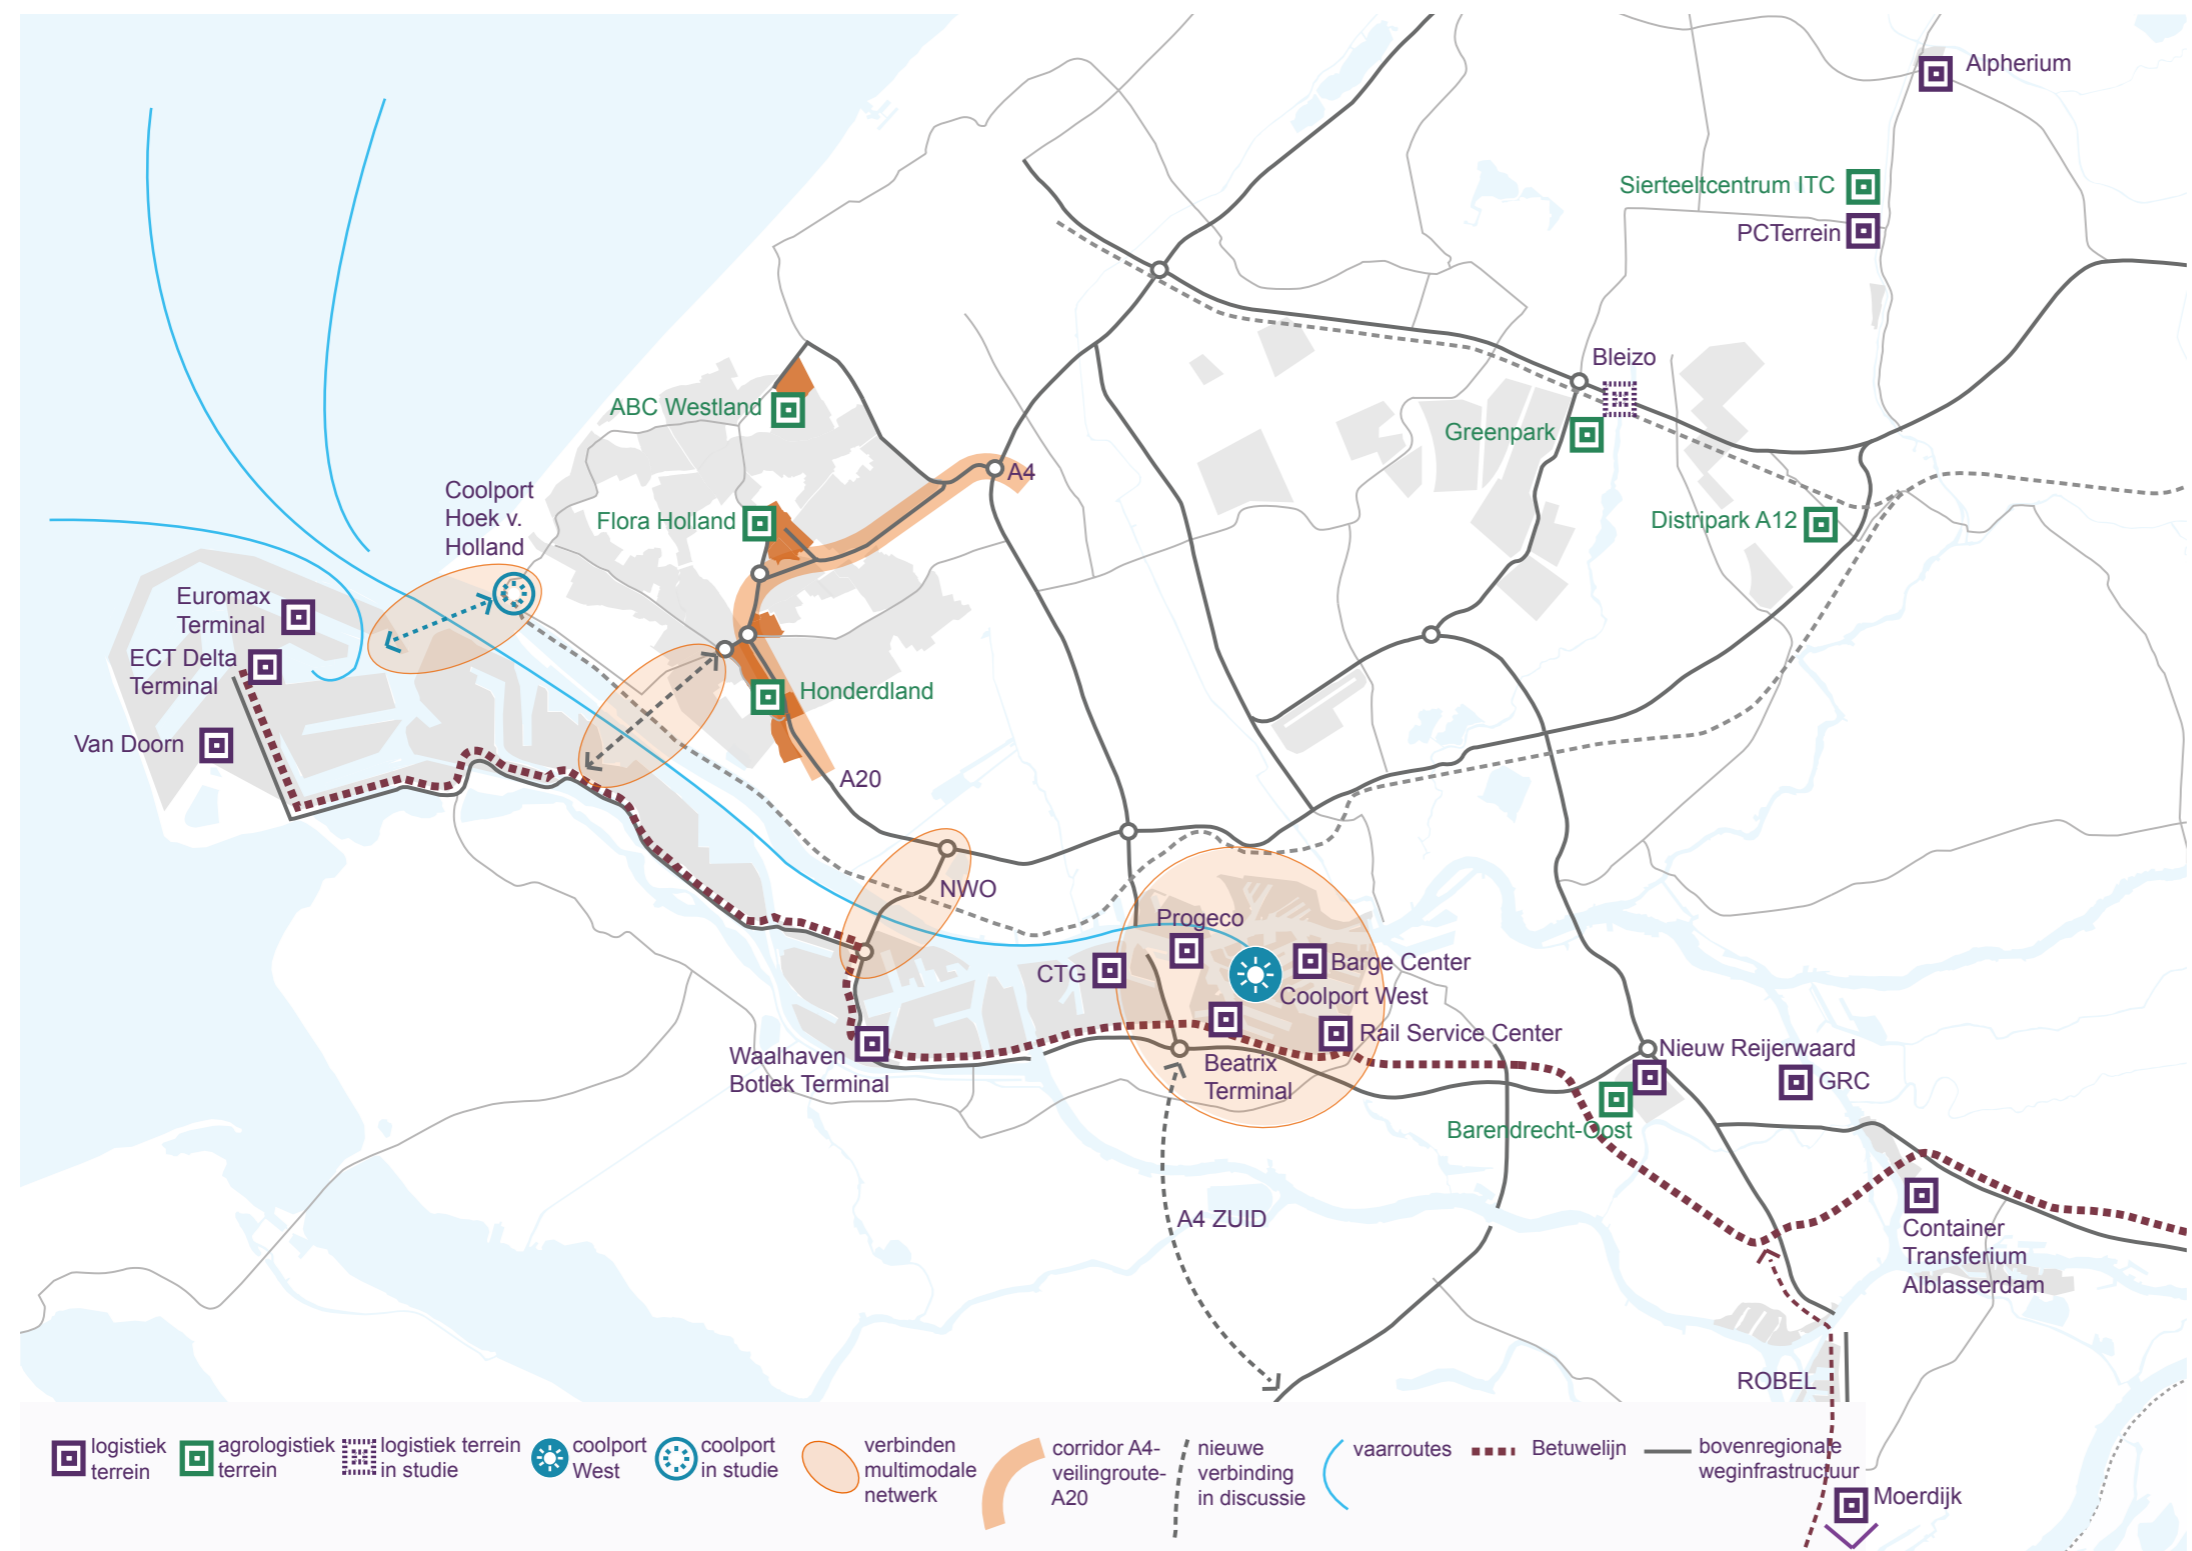 Alpherium
Sierteeltcentrum ITC
PCTerrein
Bleizo
ABC Westland
Greenpark
A4
Coolport
Hoek v.
Holland
Flora Holland
Distripark A12
Euromax
Terminal
ECT Delta
Terminal
Honderdland
Van Doorn
A20
NWO
Progeco
CTG
Barge Center
Coolport West
Rail Service Center
Waalhaven
Botlek Terminal
Beatrix
Terminal
Nieuw Reijerwaard
GRC
Barendrecht-Oost
A4 ZUID
Container
Transferium
Alblasserdam
ROBEL
logistiek
terrein
agrologistiek
terrein
logistiek terrein
in studie
coolport
West
coolport
in studie
verbinden
multimodale
netwerk
corridor A4-
veilingroute-
A20
nieuwe
verbinding
in discussie
vaarroutes
Betuwelijn
bovenregionale
weginfrastructuur
Moerdijk